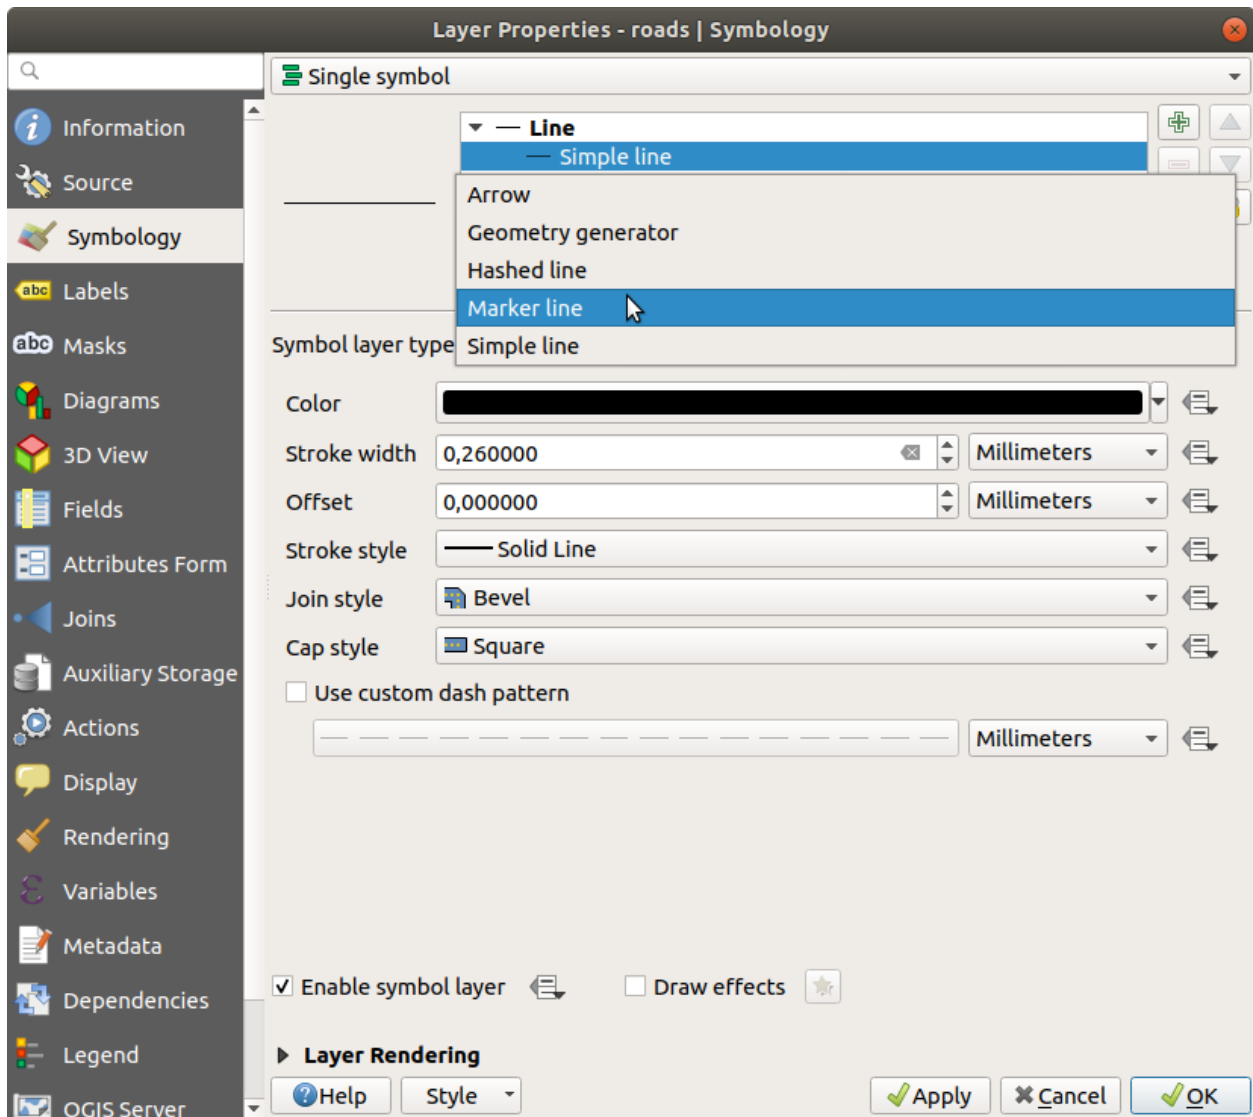 Layer Properties - roads | Symbology
Single symbol
Information
Source
Symbology
abc Labels
abc Masks
Diagrams
3D View
Fields
Attributes Form
Joins
Auxiliary Storage
Actions
Display
Rendering
Variables
Metadata
Dependencies
Legend
QGIS Server
Line
Simple line
Arrow
Geometry generator
Hashed line
Marker line
Symbol layer type Simple line
Color
Stroke width 0,260000 Millimeters
Offset 0,000000 Millimeters
Stroke style Solid Line
Join style Bevel
Cap style Square
Use custom dash pattern
Millimeters
Enable symbol layer Draw effects
Layer Rendering
Help Style Apply Cancel OK